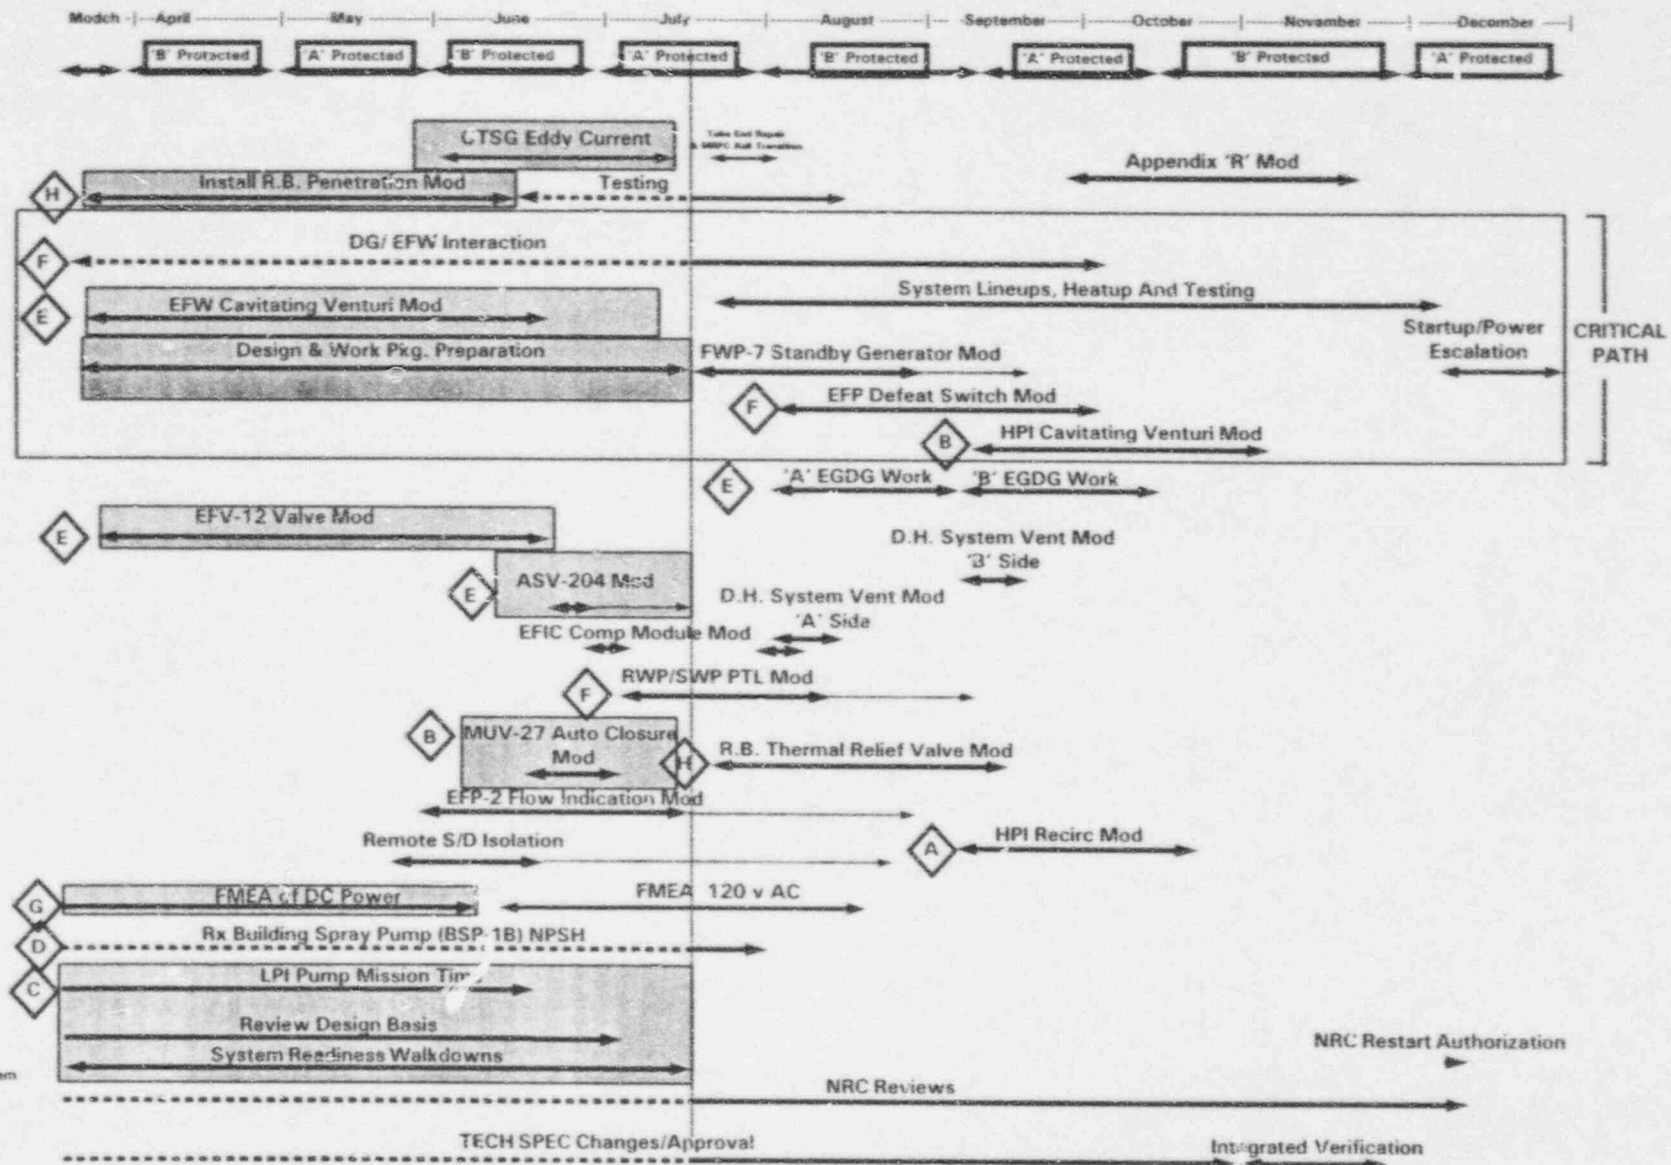 Modch April May June July August September October November December
'B' Protected 'A' Protected 'B' Protected 'A' Protected 'B' Protected 'A' Protected 'B' Protected 'A' Protected
OTSG Eddy Current
Tube End Repair
& MRPC Roll Transition
Appendix 'R' Mod
H
Install R.B. Penetration Mod
Testing
DG/ EFW Interaction
F
System Lineups, Heatup And Testing
EFW Cavitating Venturi Mod
E
Startup/Power
Escalation
CRITICAL
PATH
Design & Work Pkg. Preparation
FWP-7 Standby Generator Mod
F
EFP Defeat Switch Mod
B
HPI Cavitating Venturi Mod
E
'A' EGDG Work
'B' EGDG Work
EFV-12 Valve Mod
E
D.H. System Vent Mod
'B' Side
ASV-204 Mod
E
D.H. System Vent Mod
'A' Side
EFIC Comp Module Mod
F
RWP/SWP PTL Mod
B
MUV-27 Auto Closure
Mod
H
R.B. Thermal Relief Valve Mod
EFP-2 Flow Indication Mod
Remote S/D Isolation
A
HPI Recirc Mod
G
FMEA of DC Power
FMEA 120 v AC
D
Rx Building Spray Pump (BSP-1B) NPSH
C
LPI Pump Mission Time
Review Design Basis
System Readiness Walkdowns
NRC Restart Authorization
NRC Reviews
TECH SPEC Changes/Approval
Integrated Verification